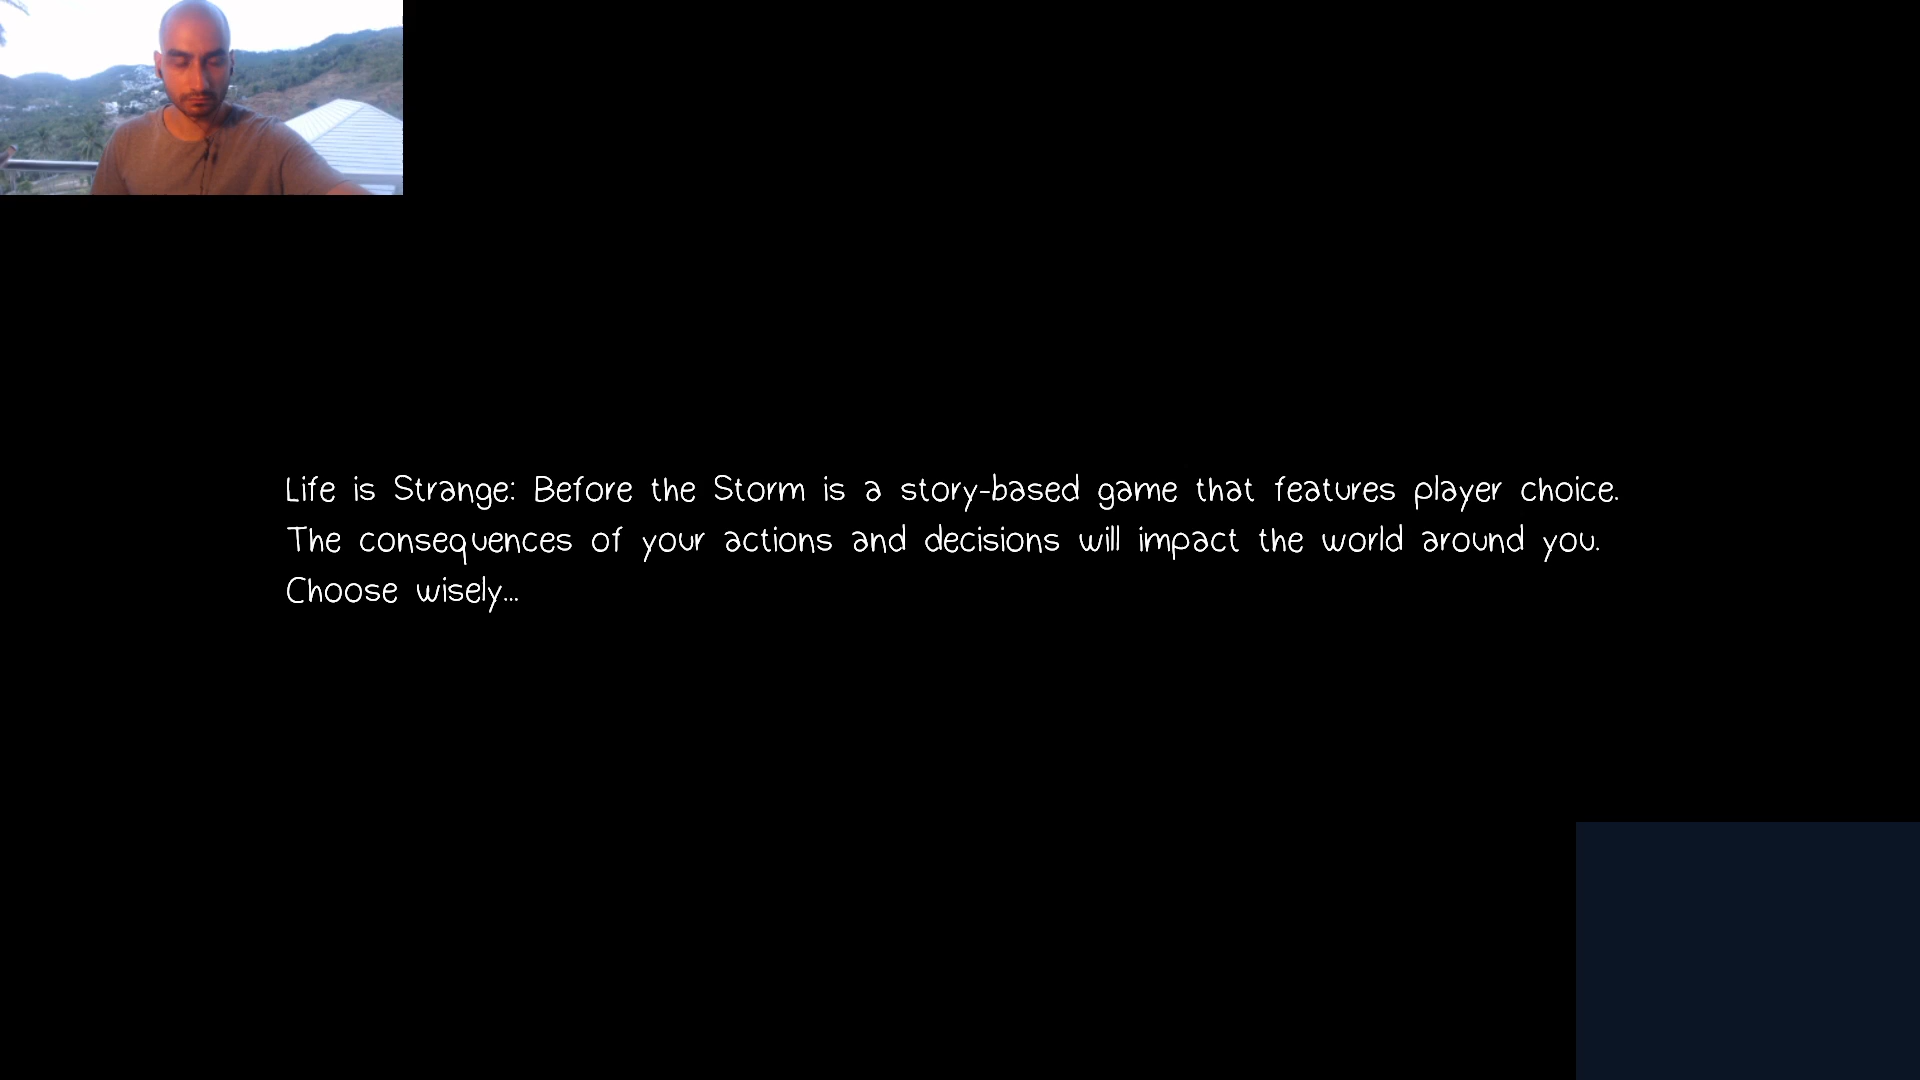 Life is Strange: Before the Storm is a story-based game that features player choice.
The consequences of your actions and decisions will impact the world around you.
Choose wisely...